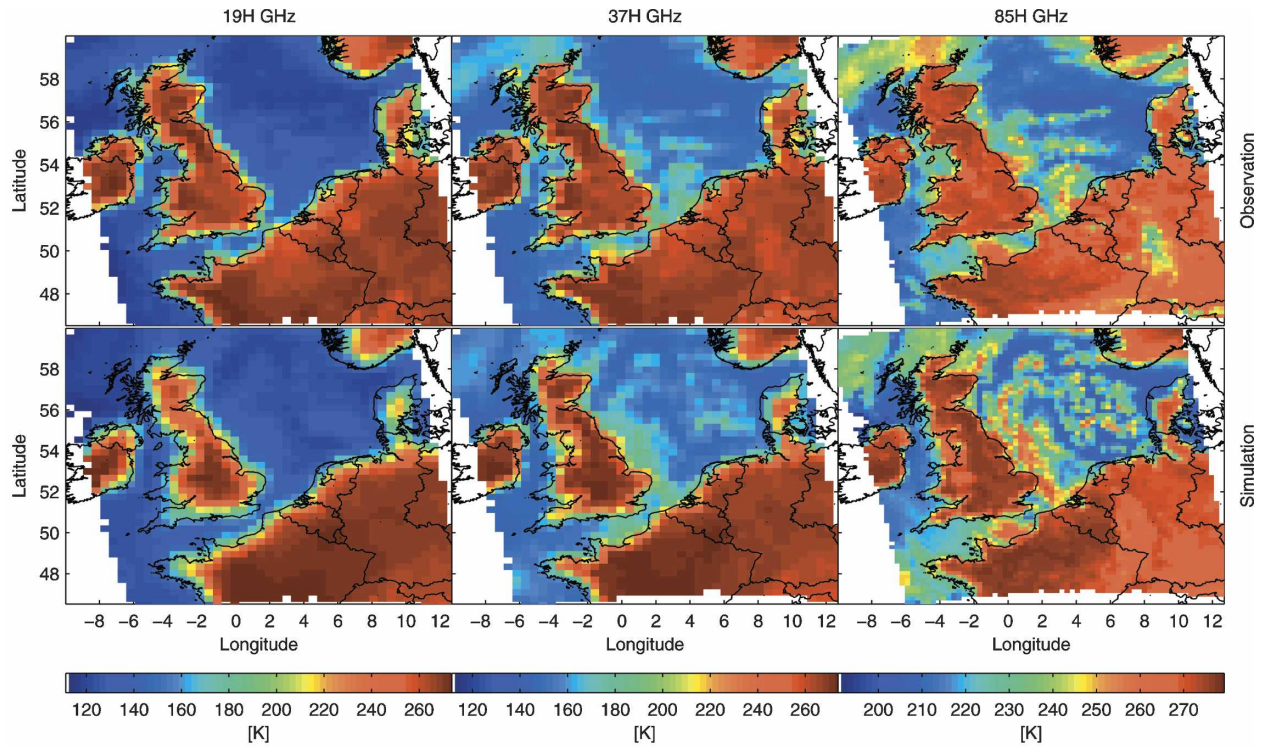 19H GHz 37H GHz 85H GHz
58
56
54
52
50
48
Latitude
Observation
58
56
54
52
50
48
Latitude
Simulation
−8 −6 −4 −2 0 2 4 6 8 10 12 −8 −6 −4 −2 0 2 4 6 8 10 12 −8 −6 −4 −2 0 2 4 6 8 10 12
Longitude Longitude Longitude
120 140 160 180 200 220 240 260 120 140 160 180 200 220 240 260 200 210 220 230 240 250 260 270
[K] [K] [K]